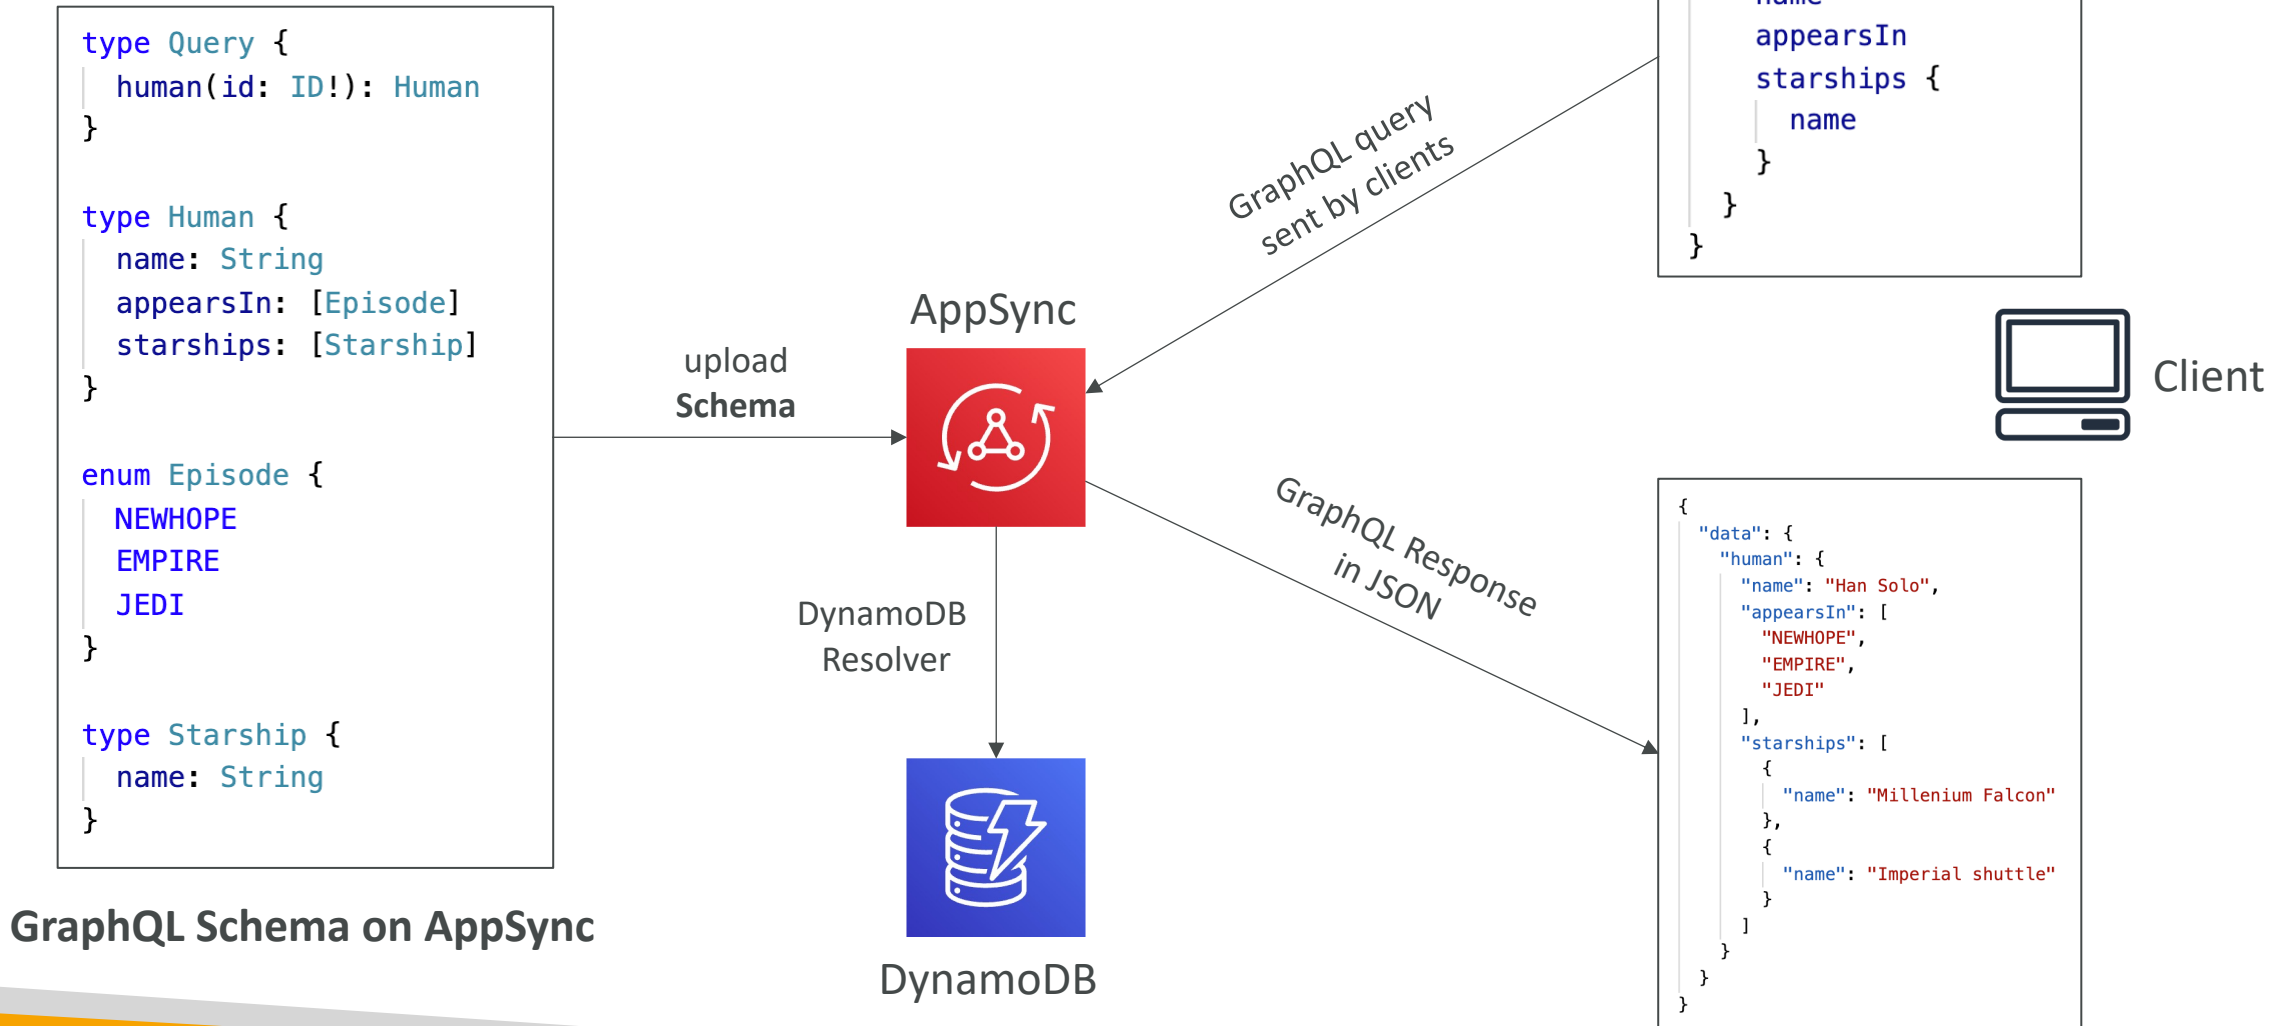 type Query {
  human(id: ID!): Human
}
type Human {
  name: String
  appearsIn: [Episode]
  starships: [Starship]
}
enum Episode {
  NEWHOPE
  EMPIRE
  JEDI
}
type Starship {
  name: String
}
GraphQL Schema on AppSync
upload
Schema
AppSync
DynamoDB
Resolver
DynamoDB
GraphQL query
sent by clients
name
appearsIn
starships {
name
}
}
}
Client
GraphQL Response
in JSON
{
"data": {
"human": {
"name": "Han Solo",
"appearsIn": [
"NEWHOPE",
"EMPIRE",
"JEDI"
],
"starships": [
{
"name": "Millenium Falcon"
},
{
"name": "Imperial shuttle"
}
]
}
}
}